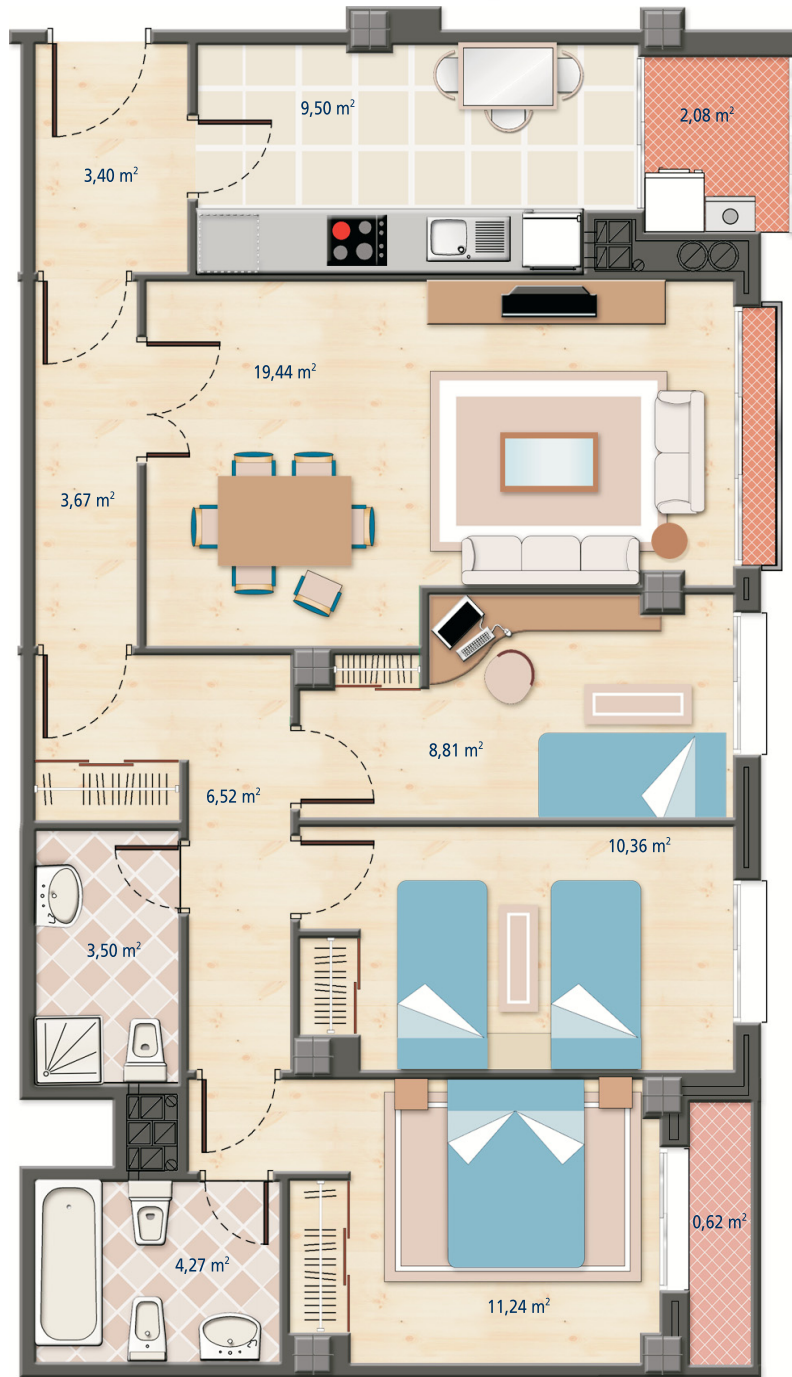 9,50 m²
2,08 m²
3,40 m²
19,44 m²
3,67 m²
8,81 m²
6,52 m²
10,36 m²
3,50 m²
0,62 m²
4,27 m²
11,24 m²